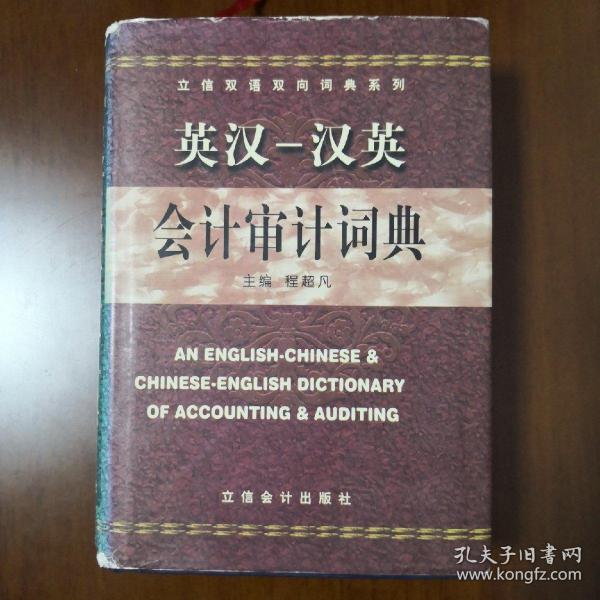 立信双语双向词典系列
英汉－汉英
会计审计词典
主编 程超凡
AN ENGLISH-CHINESE &
CHINESE-ENGLISH DICTIONARY
OF ACCOUNTING & AUDITING
立信会计出版社
孔夫子旧書网
www.kongfz.com